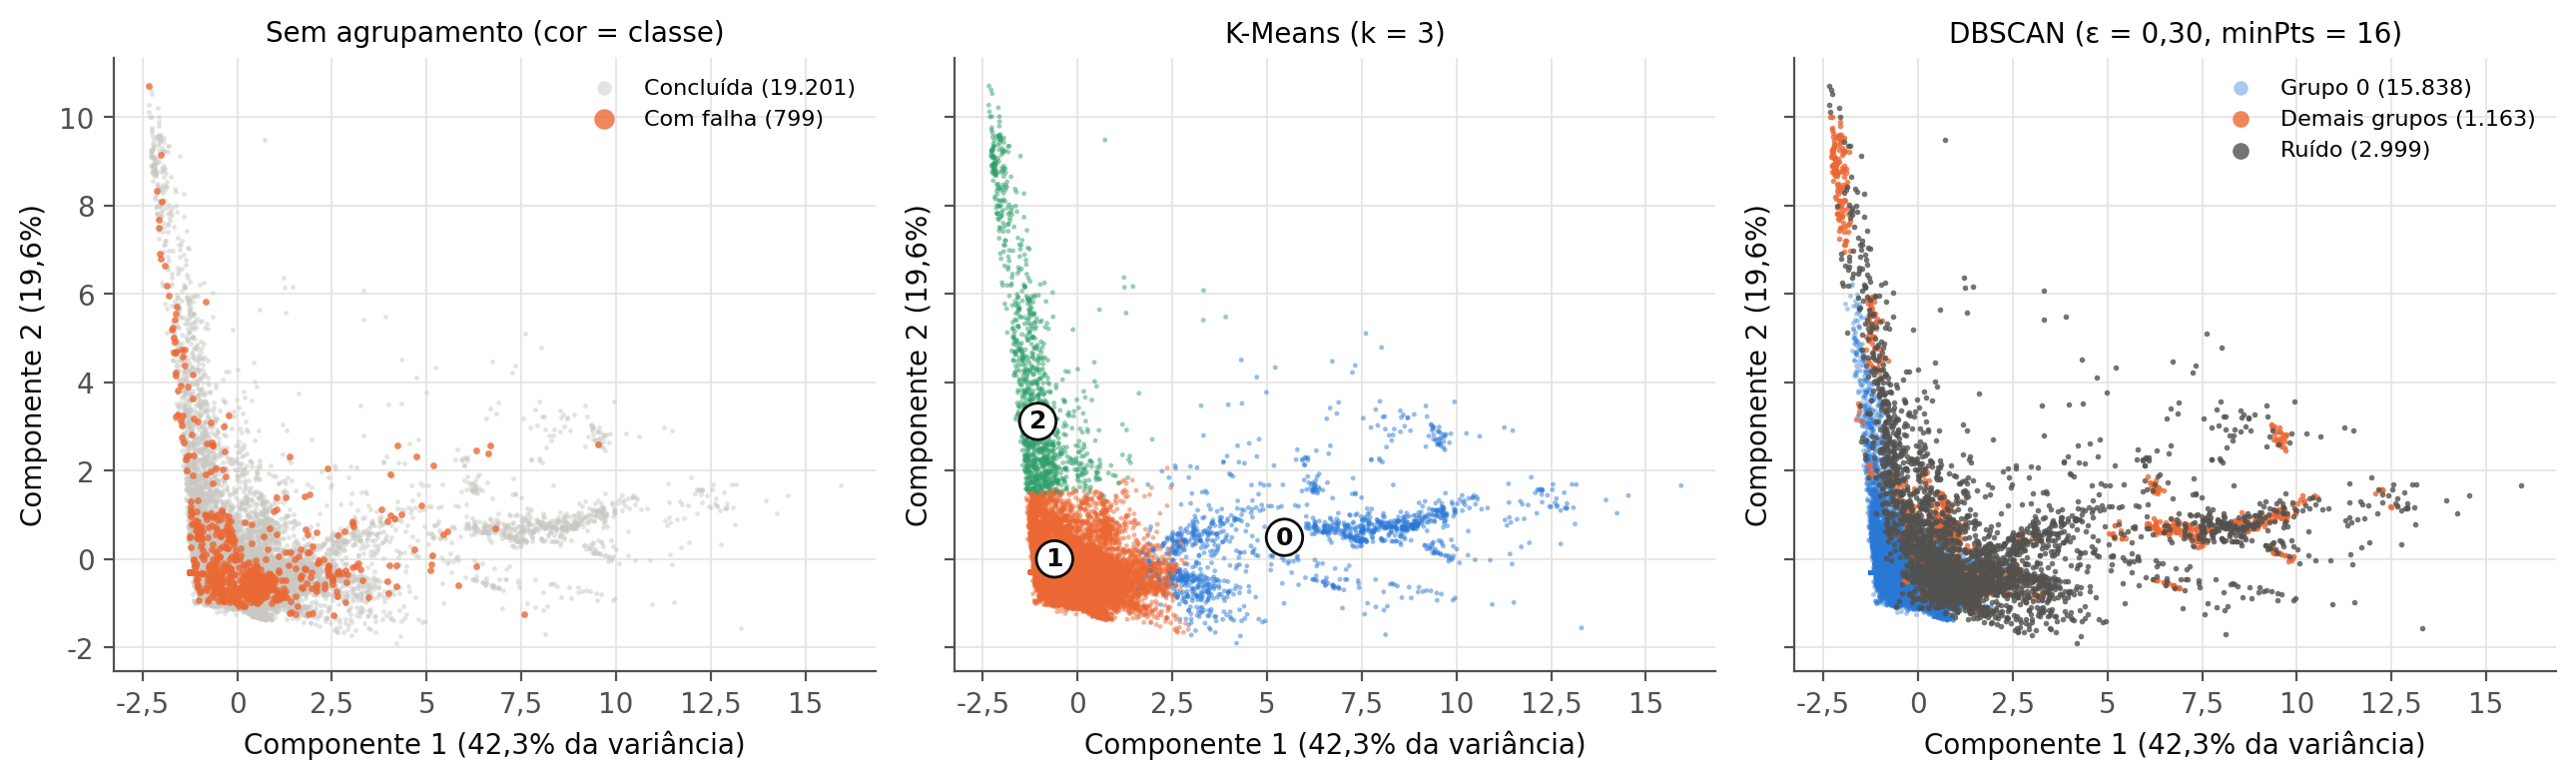 Sem agrupamento (cor = classe)
Concluída (19.201)
Com falha (799)
10
8
6
4
2
0
-2
Componente 2 (19,6%)
-2,5 0 2,5 5 7,5 10 12,5 15
Componente 1 (42,3% da variância)
K-Means (k = 3)
2
1
0
Componente 2 (19,6%)
-2,5 0 2,5 5 7,5 10 12,5 15
Componente 1 (42,3% da variância)
DBSCAN (ε = 0,30, minPts = 16)
Grupo 0 (15.838)
Demais grupos (1.163)
Ruído (2.999)
Componente 2 (19,6%)
-2,5 0 2,5 5 7,5 10 12,5 15
Componente 1 (42,3% da variância)